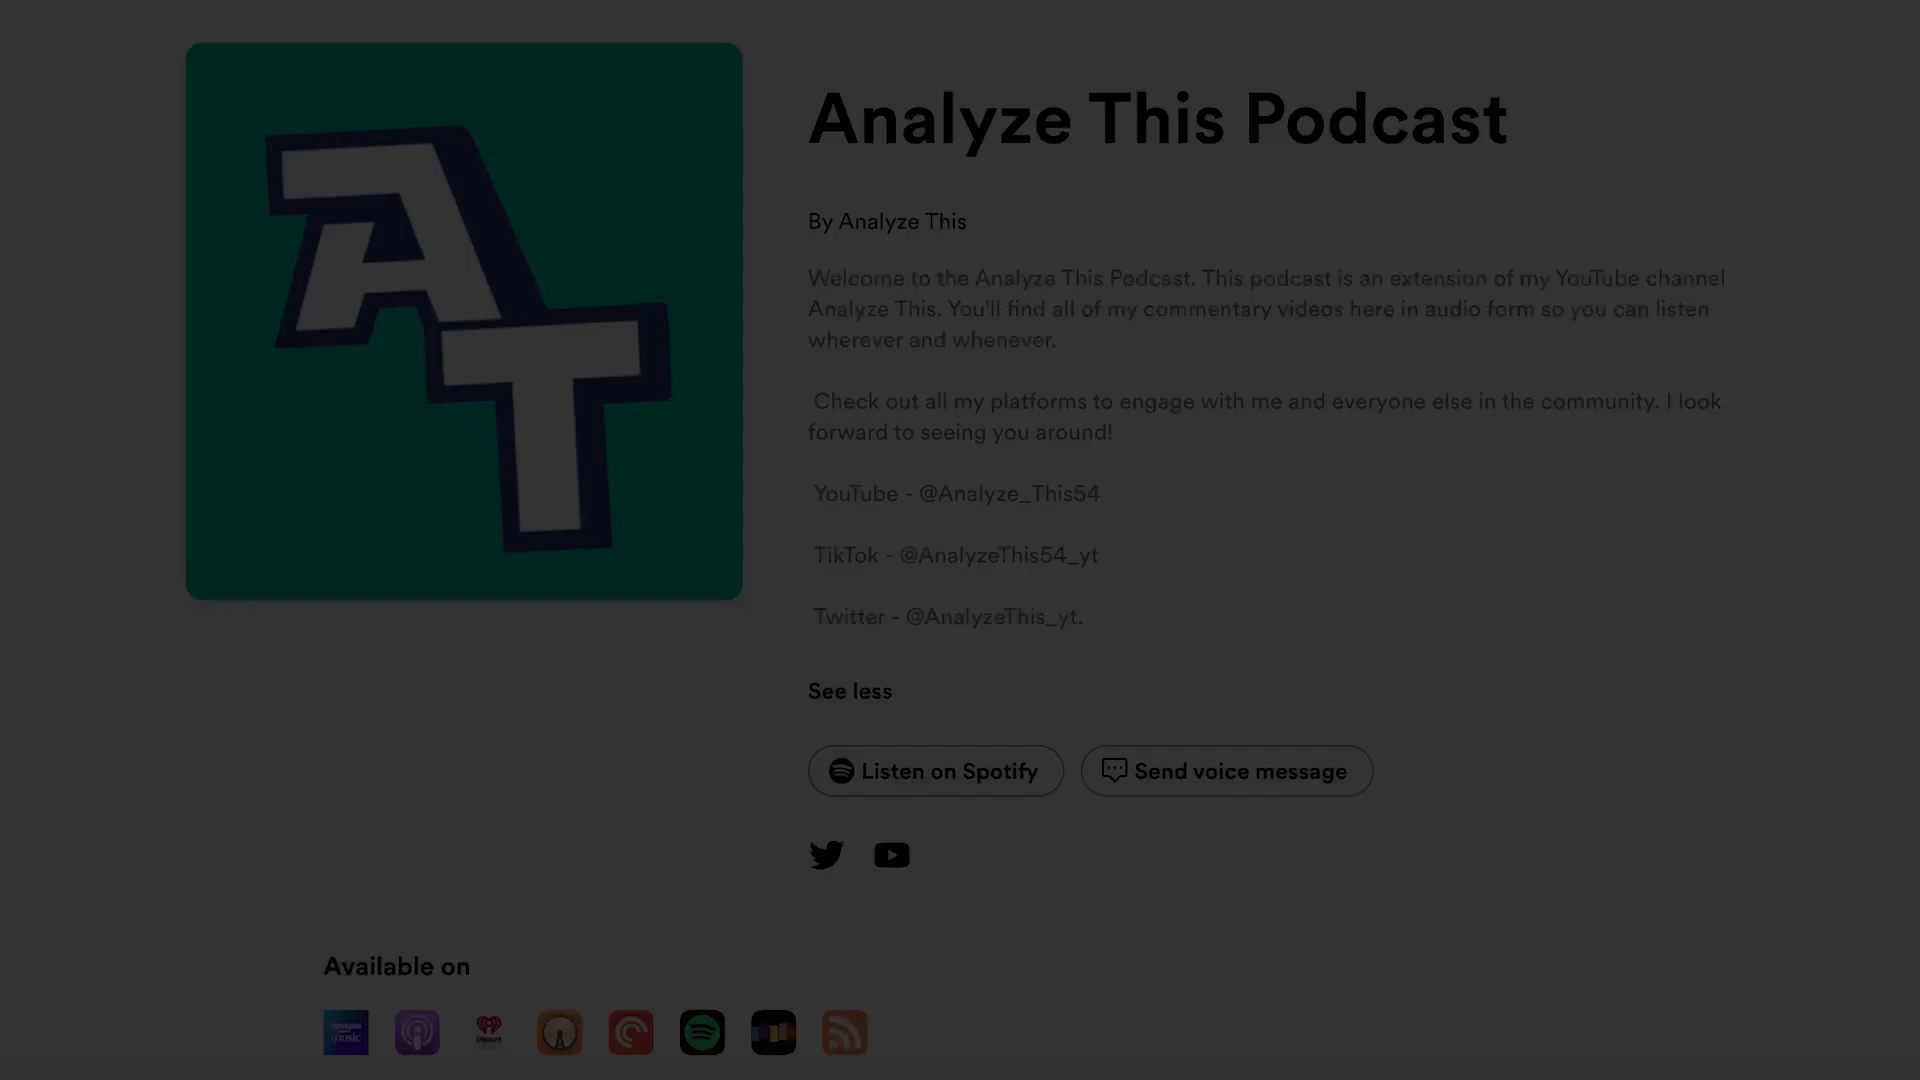 AT
Analyze This Podcast
By Analyze This
Welcome to the Analyze This Podcast. This podcast is an extension of my YouTube channel
Analyze This. You'll find all of my commentary videos here in audio form so you can listen
wherever and whenever.
Check out all my platforms to engage with me and everyone else in the community. I look
forward to seeing you around!
YouTube - @Analyze_This54
TikTok - @AnalyzeThis54_yt
Twitter - @AnalyzeThis_yt.
See less
Listen on Spotify
Send voice message
Available on
amazon
music
iHeart